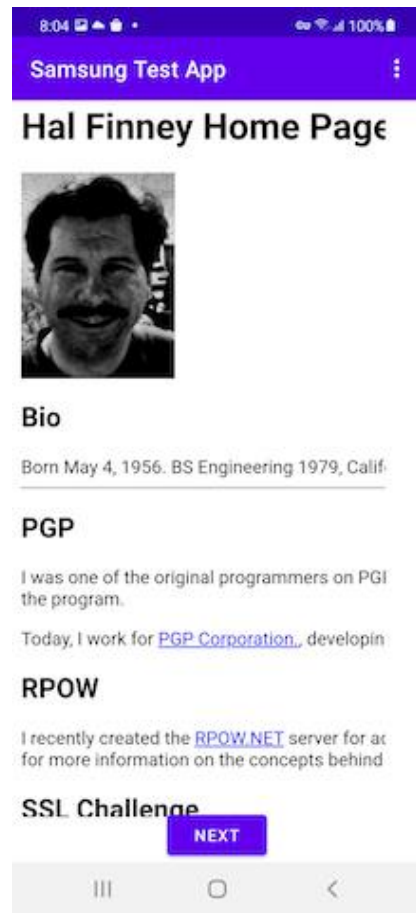 8:04 100%
Samsung Test App
Hal Finney Home Page
Bio
Born May 4, 1956. BS Engineering 1979, Calif
PGP
I was one of the original programmers on PGI
the program.
Today, I work for PGP Corporation., developin
RPOW
I recently created the RPOW.NET server for ac
for more information on the concepts behind
SSL Challenge
NEXT